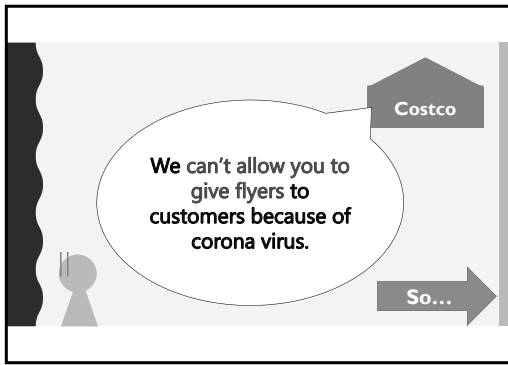 Costco
We can't allow you to
give flyers to
customers because of
corona virus.
So...